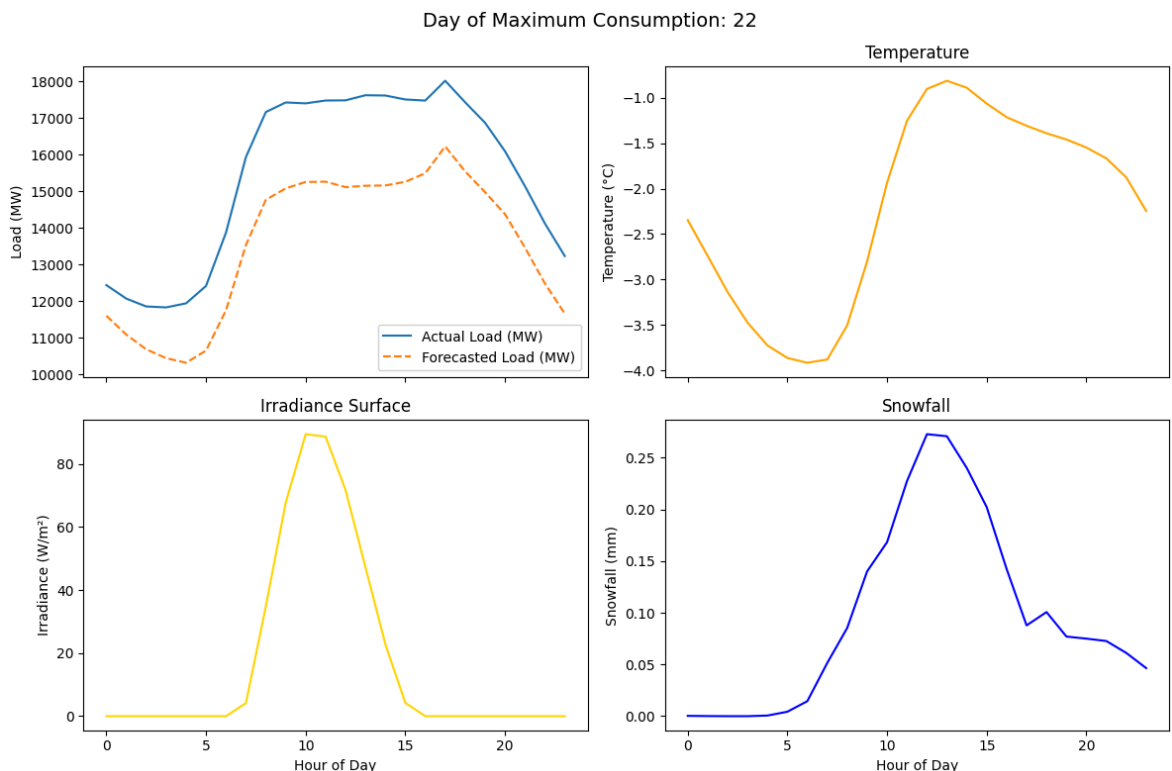 Day of Maximum Consumption: 22
Load (MW)
18000
17000
16000
15000
14000
13000
12000
11000
10000
Actual Load (MW)
Forecasted Load (MW)
Temperature
Temperature (°C)
−1.0
−1.5
−2.0
−2.5
−3.0
−3.5
−4.0
Irradiance Surface
Irradiance (W/m²)
80
60
40
20
0
0 5 10 15 20
Hour of Day
Snowfall
Snowfall (mm)
0.25
0.20
0.15
0.10
0.05
0.00
0 5 10 15 20
Hour of Day